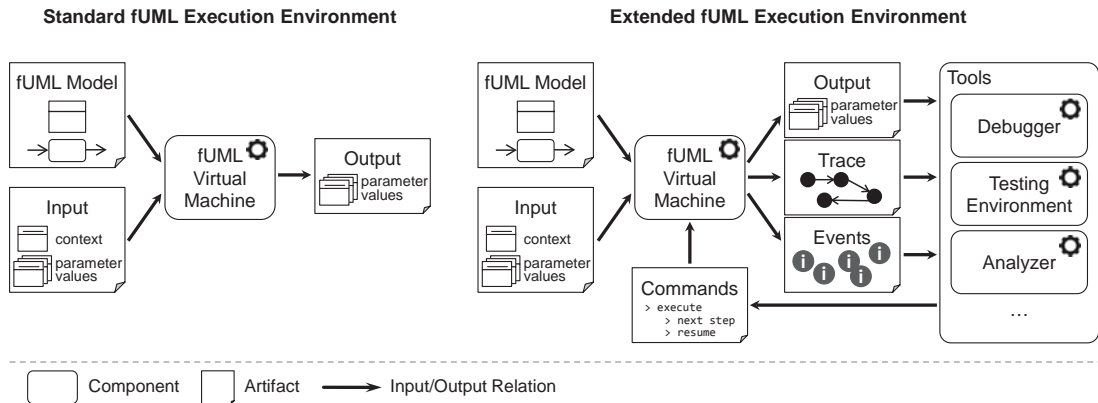 Standard fUML Execution Environment
fUML Model
Input
context
parameter
values
fUML
Virtual
Machine
Output
parameter
values
Extended fUML Execution Environment
fUML Model
Input
context
parameter
values
fUML
Virtual
Machine
Output
parameter
values
Trace
Events
i i i i i
Commands
> execute
> next step
> resume
Tools
Debugger
Testing
Environment
Analyzer
...
Component
Artifact
Input/Output Relation